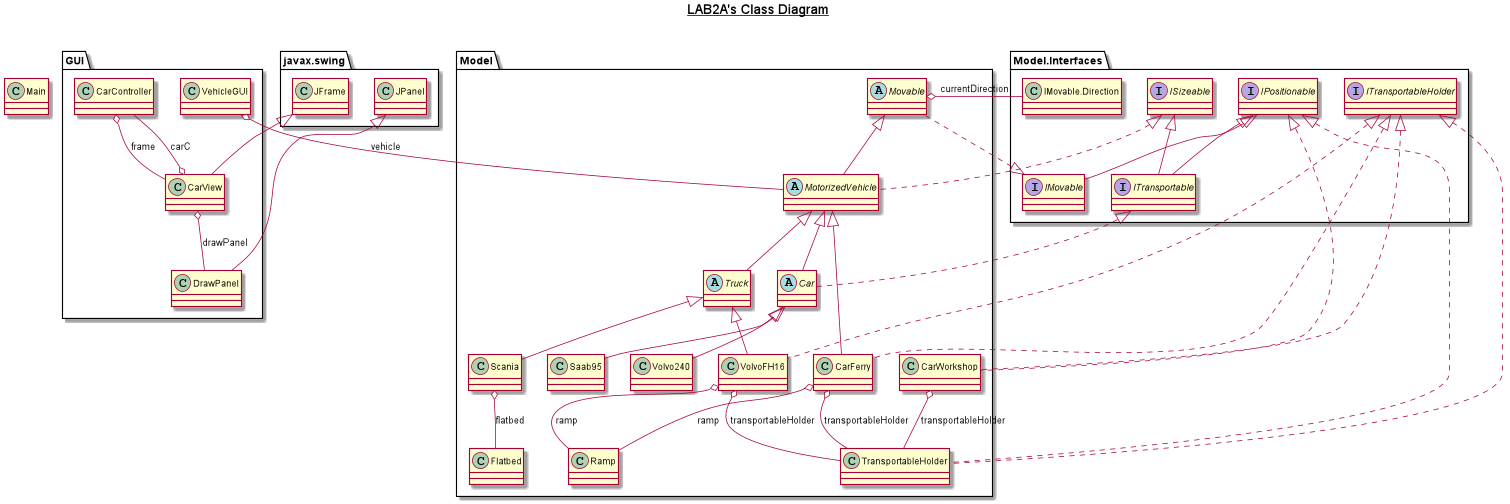 LAB2A's Class Diagram
GUI
javax.swing
Model
Model.Interfaces
C Main
C CarController
C VehicleGUI
C JFrame
C JPanel
A Movable
currentDirection
C IMovable.Direction
I ISizeable
I IPositionable
I ITransportableHolder
frame
carC
vehicle
C CarView
A MotorizedVehicle
I IMovable
I ITransportable
drawPanel
C DrawPanel
A Truck
A Car
C Scania
C Saab95
C Volvo240
C VolvoFH16
C CarFerry
C CarWorkshop
flatbed
ramp
transportableHolder
ramp
transportableHolder
transportableHolder
C Flatbed
C Ramp
C TransportableHolder